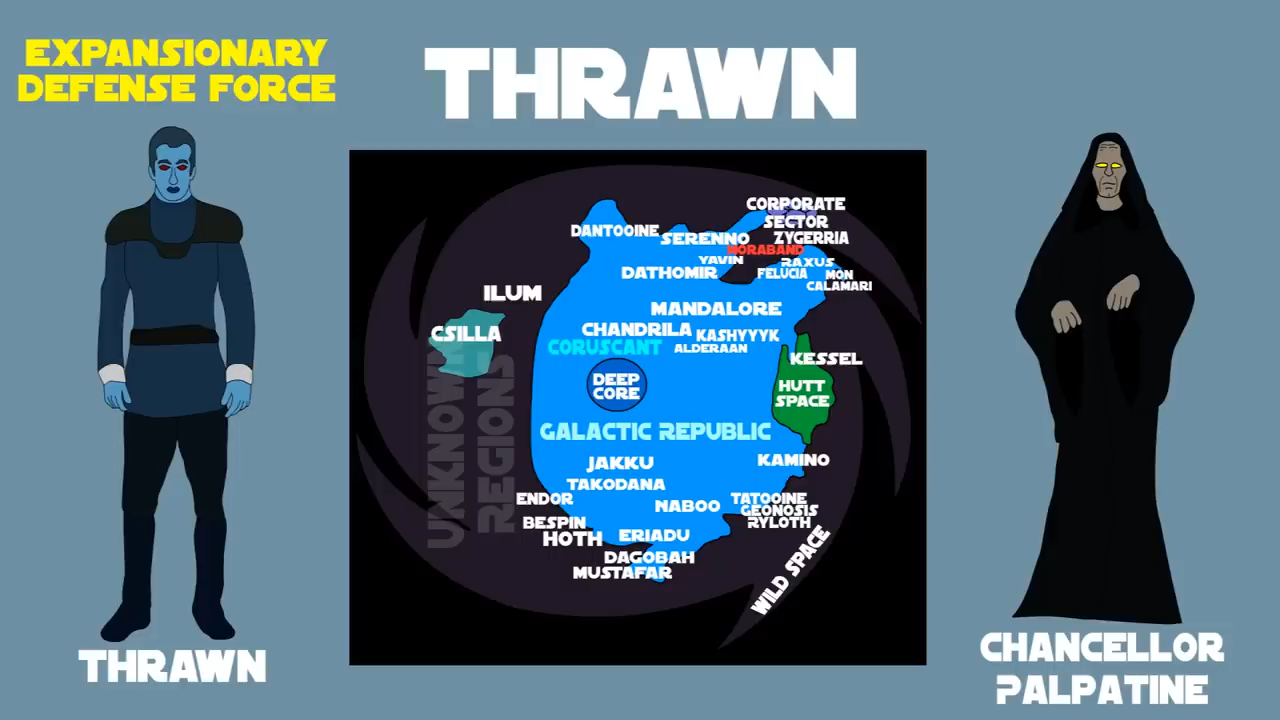 EXPANSIONARY
DEFENSE FORCE
THRAWN
CORPORATE
SECTOR
DANTOOINE
SERENNO
ZYGERRIA
MORABAND
YAVIN
RAXUS
DATHOMIR
FELUCIA
MON
CALAMARI
ILUM
MANDALORE
CSILLA
CHANDRILA
KASHYYYK
CORUSCANT
ALDERAAN
KESSEL
DEEP
CORE
HUTT
SPACE
UNKNOWN
REGIONS
GALACTIC REPUBLIC
JAKKU
KAMINO
TAKODANA
ENDOR
NABOO
TATOOINE
GEONOSIS
RYLOTH
BESPIN
HOTH
ERIADU
DAGOBAH
MUSTAFAR
WILD SPACE
THRAWN
CHANCELLOR
PALPATINE